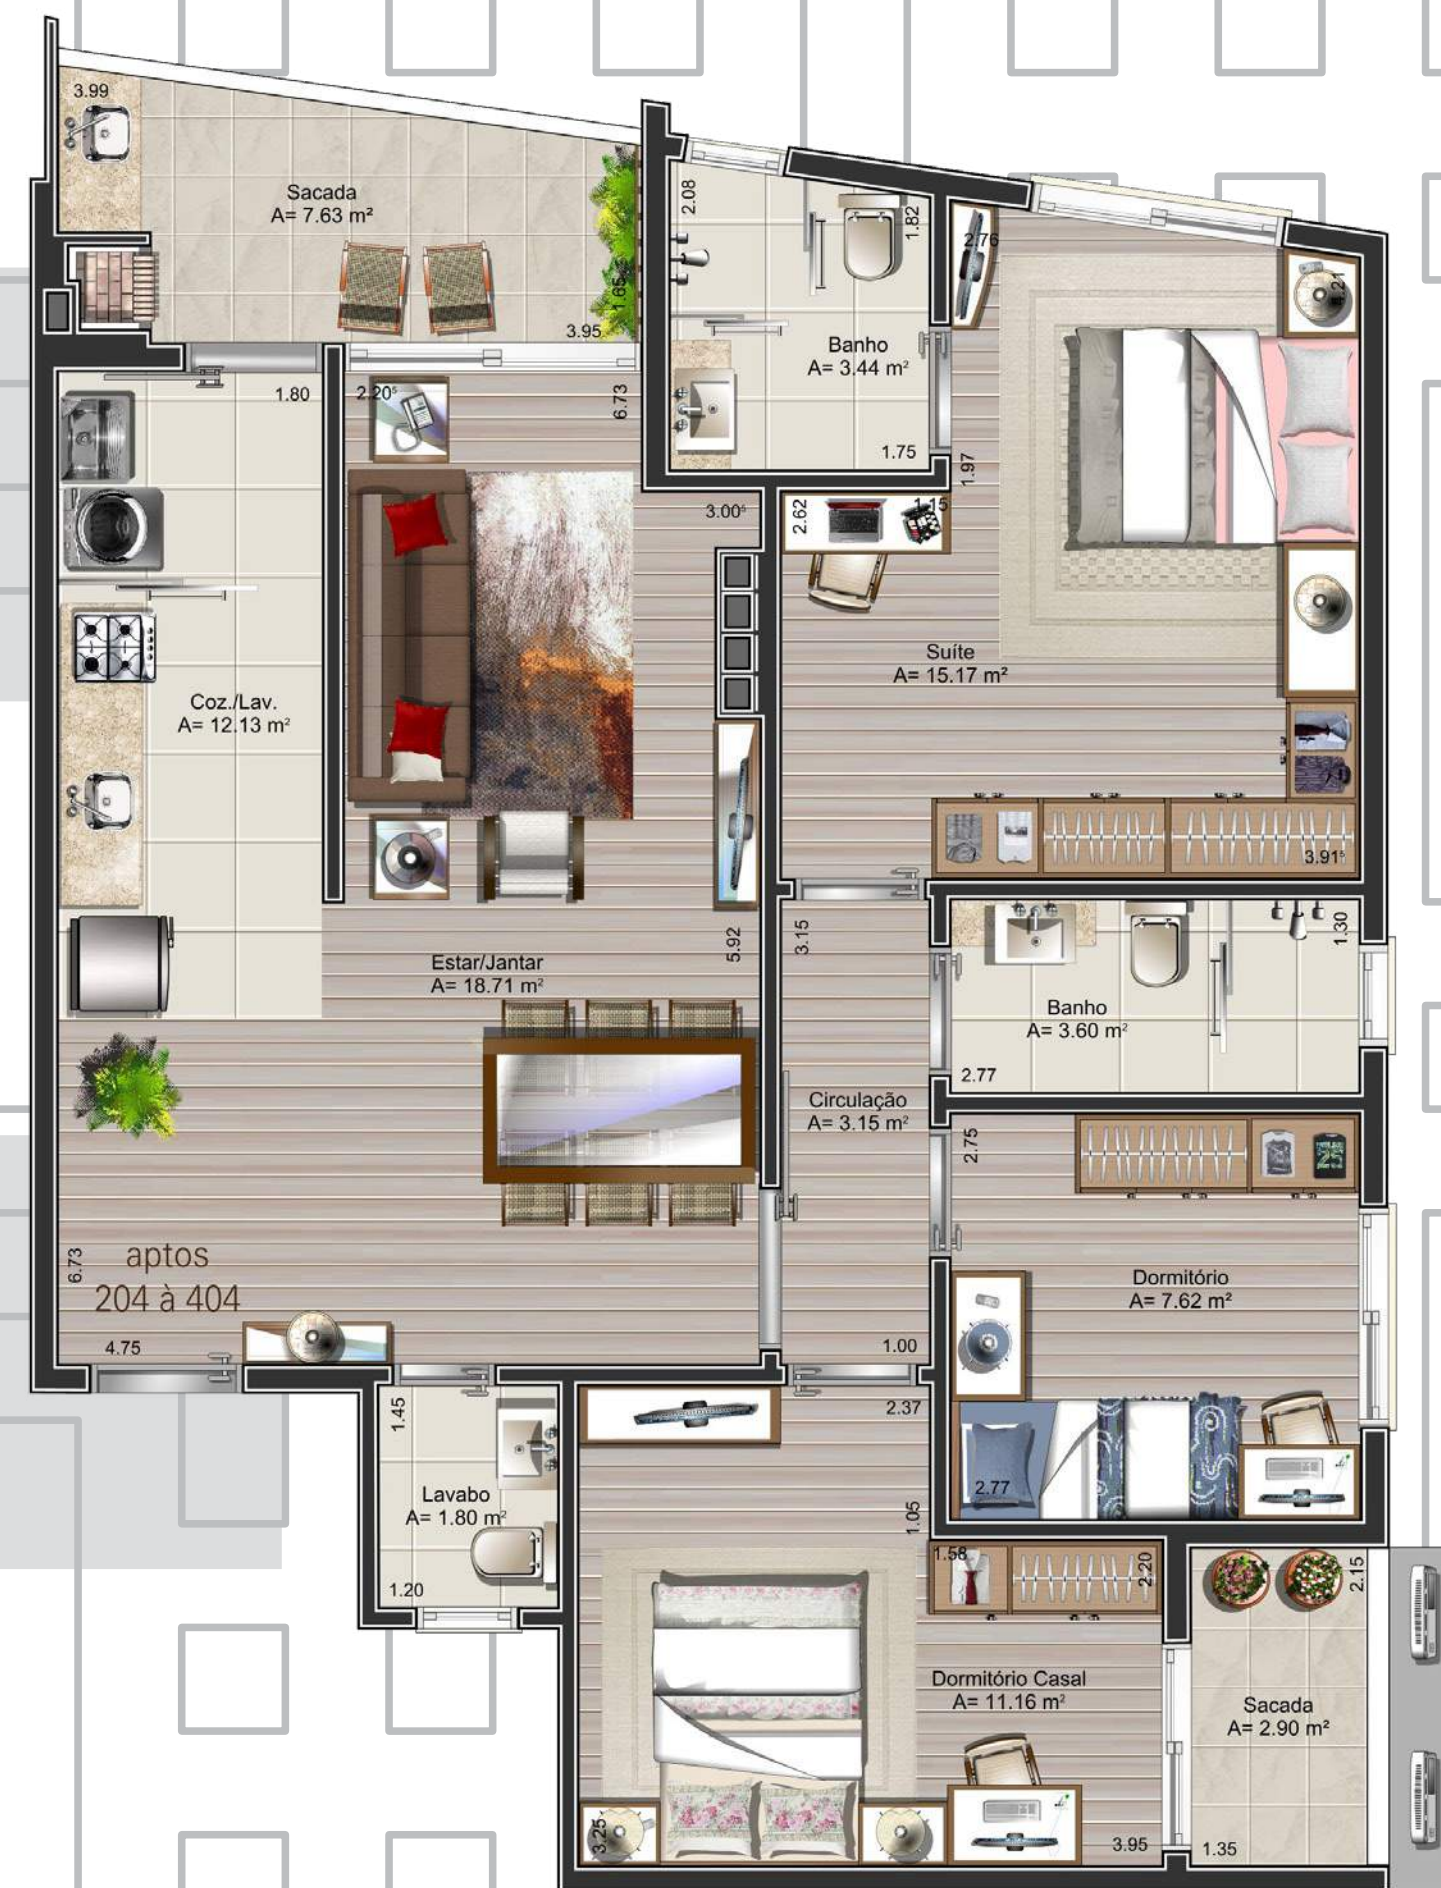 3.99
Sacada
A= 7.63 m²
1.65
3.95
2.08
1.82
Banho
A= 3.44 m²
1.75
2.76
1.21
1.80
2.20⁵
6.73
3.00⁵
1.97
2.62
1.15
Suíte
A= 15.17 m²
Coz./Lav.
A= 12.13 m²
3.91⁵
Estar/Jantar
A= 18.71 m²
5.92
3.15
1.30
Banho
A= 3.60 m²
2.77
Circulação
A= 3.15 m²
2.75
Dormitório
A= 7.62 m²
6.73
aptos
204 à 404
4.75
1.00
1.45
2.37
Lavabo
A= 1.80 m²
1.20
2.77
1.05
1.58
2.20
2.15
Dormitório Casal
A= 11.16 m²
Sacada
A= 2.90 m²
3.25
3.95
1.35